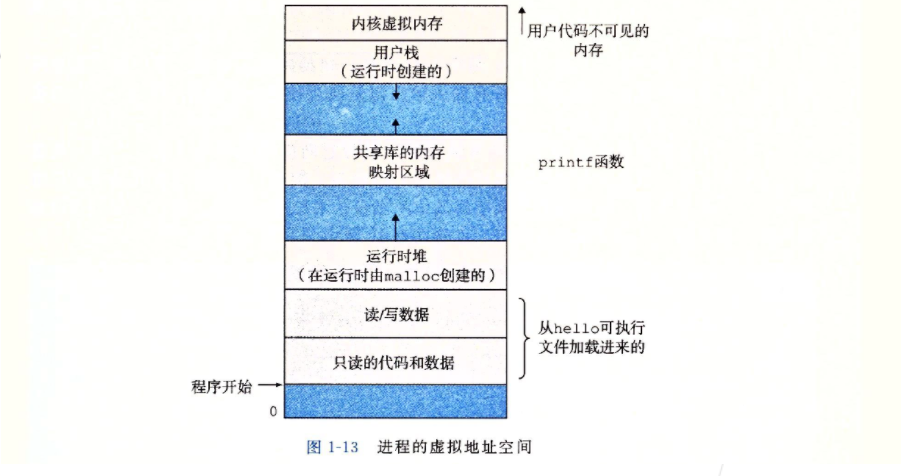 内核虚拟内存
用户代码不可见的
内存
用户栈
（运行时创建的）
共享库的内存
映射区域
printf函数
运行时堆
（在运行时由malloc创建的）
读/写数据
从hello可执行
文件加载进来的
只读的代码和数据
程序开始
0
图 1-13 进程的虚拟地址空间